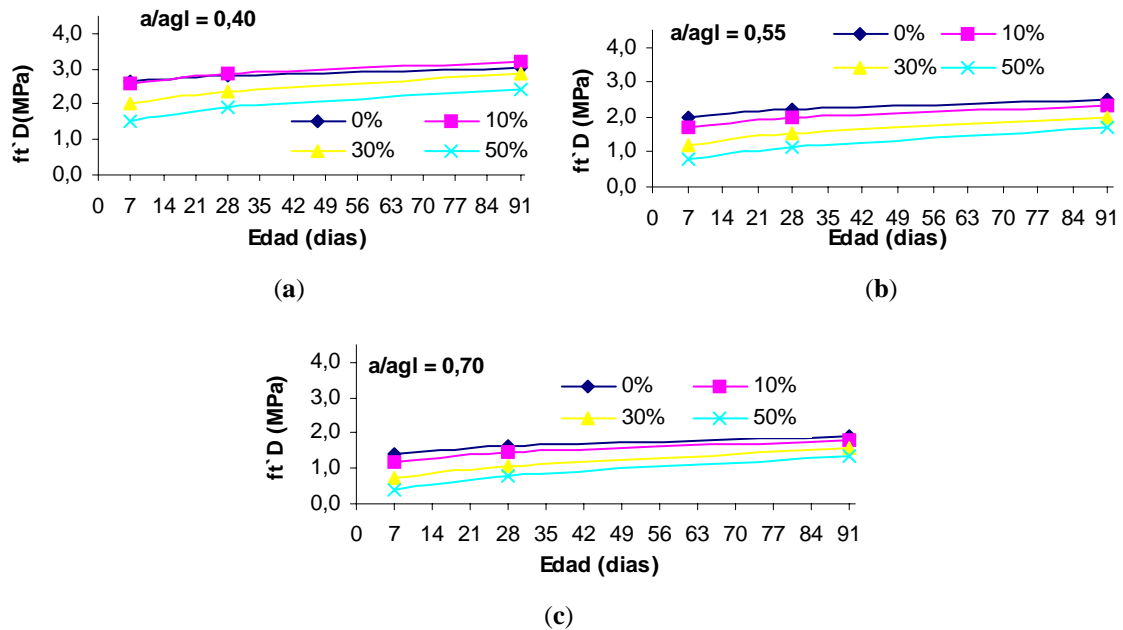 a/agl = 0,40
4,0
3,0
2,0
1,0
0,0
ft`D(MPa)
0% 10%
30% 50%
0 7 14 21 28 35 42 49 56 63 70 77 84 91
Edad (dias)
(a)
a/agl = 0,55
4,0
3,0
2,0
1,0
0,0
ft`D (MPa)
0% 10%
30% 50%
0 7 14 21 28 35 42 49 56 63 70 77 84 91
Edad (dias)
(b)
a/agl = 0,70
4,0
3,0
2,0
1,0
0,0
ft`D (MPa)
0% 10%
30% 50%
0 7 14 21 28 35 42 49 56 63 70 77 84 91
Edad (dias)
(c)